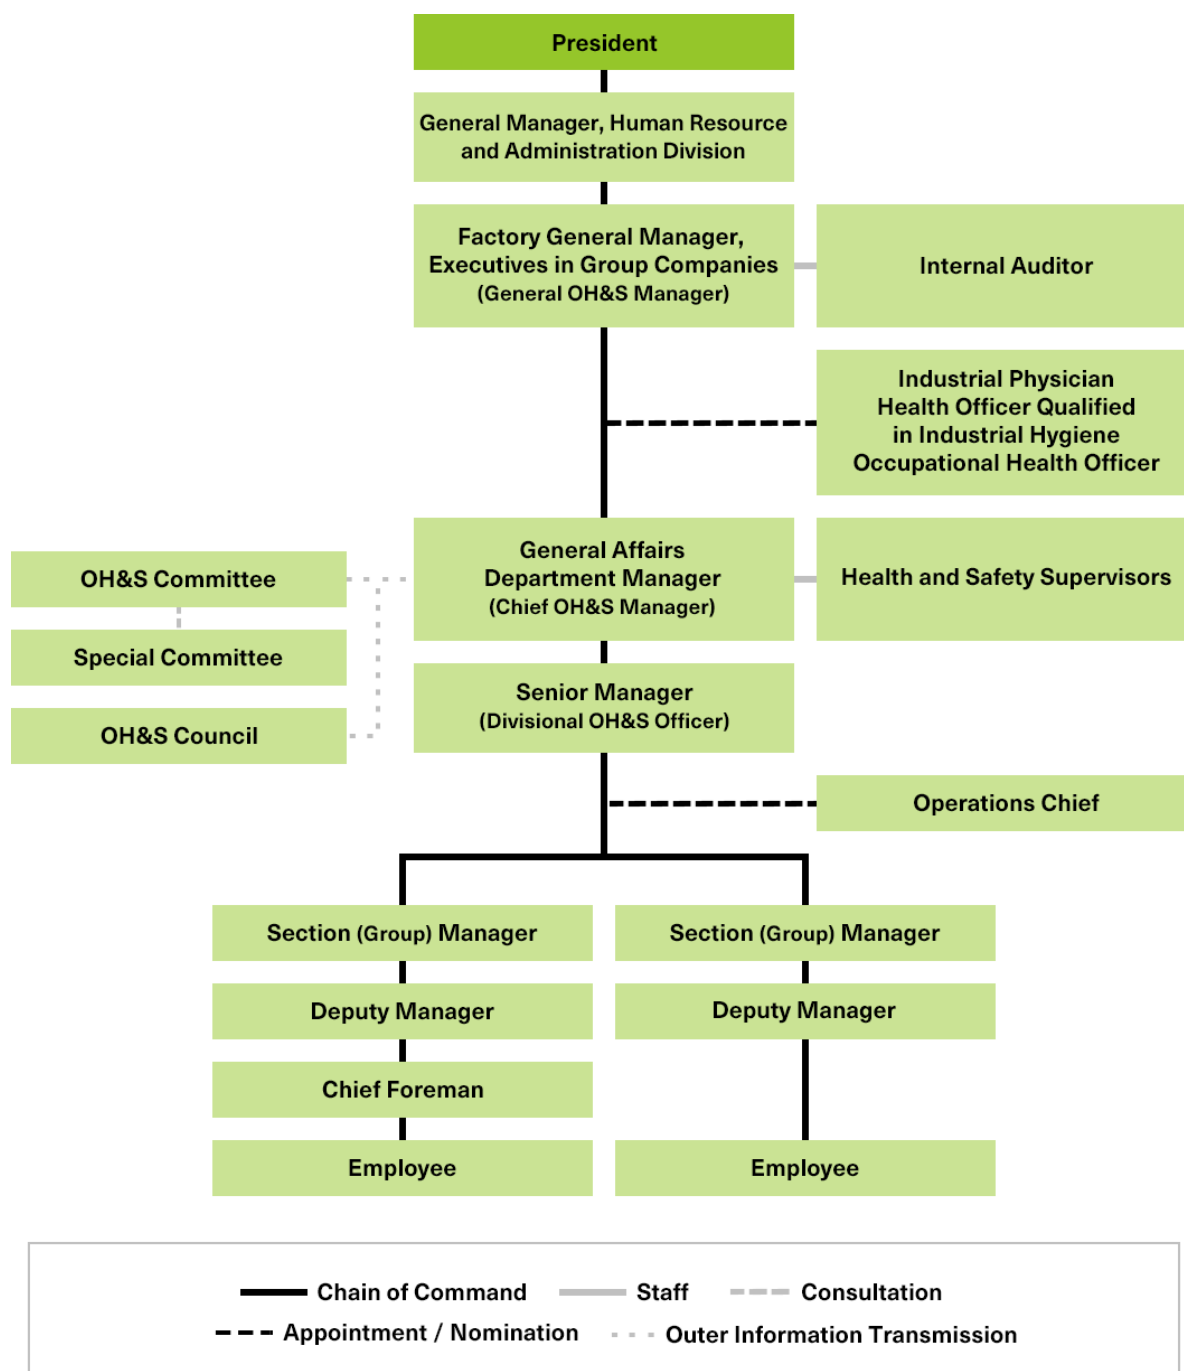 President
General Manager, Human Resource
and Administration Division
Factory General Manager,
Executives in Group Companies
(General OH&S Manager)
Internal Auditor
Industrial Physician
Health Officer Qualified
in Industrial Hygiene
Occupational Health Officer
General Affairs
Department Manager
(Chief OH&S Manager)
Health and Safety Supervisors
OH&S Committee
Special Committee
OH&S Council
Senior Manager
(Divisional OH&S Officer)
Operations Chief
Section (Group) Manager
Section (Group) Manager
Deputy Manager
Deputy Manager
Chief Foreman
Employee
Employee
Chain of Command
Staff
Consultation
Appointment / Nomination
Outer Information Transmission